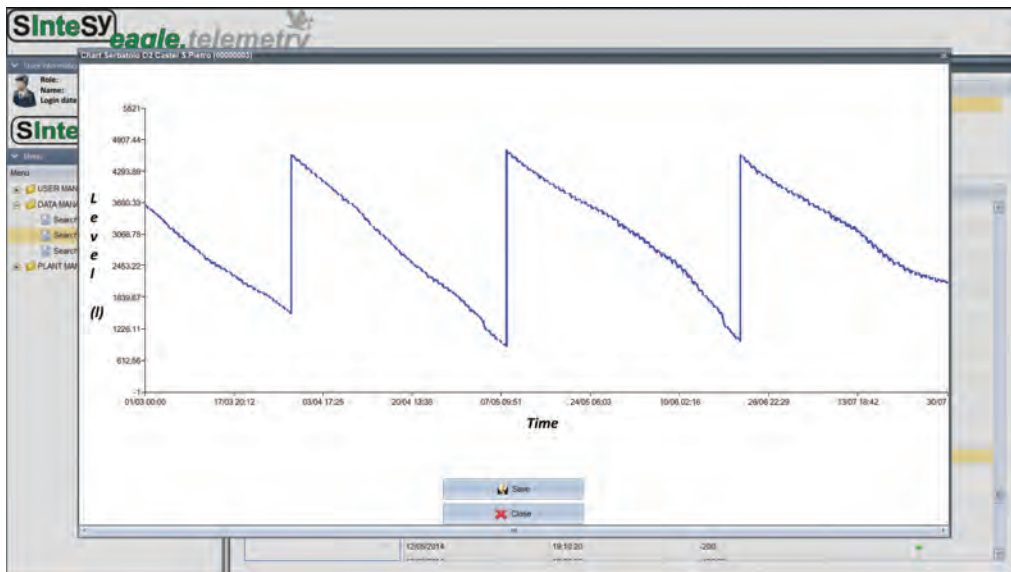 SInteSy
eagle.telemetry
Chart Serbatoio D2 Castel S.Pietro (00000003)
Role:
Name:
Login date
SInte
Menu
Menu
USER MAN
DATA MANA
Search
Search
Search
PLANT MAN
Level
(l)
5521
4907.44
4293.89
3680.33
3066.78
2453.22
1839.67
1226.11
612.56
-1
01/03 00:00
17/03 20:12
03/04 17:25
20/04 13:38
07/05 09:51
24/05 06:03
10/06 02:16
26/06 22:29
13/07 18:42
30/07
Time
Save
Close
12/05/2014 19:10:20 -200